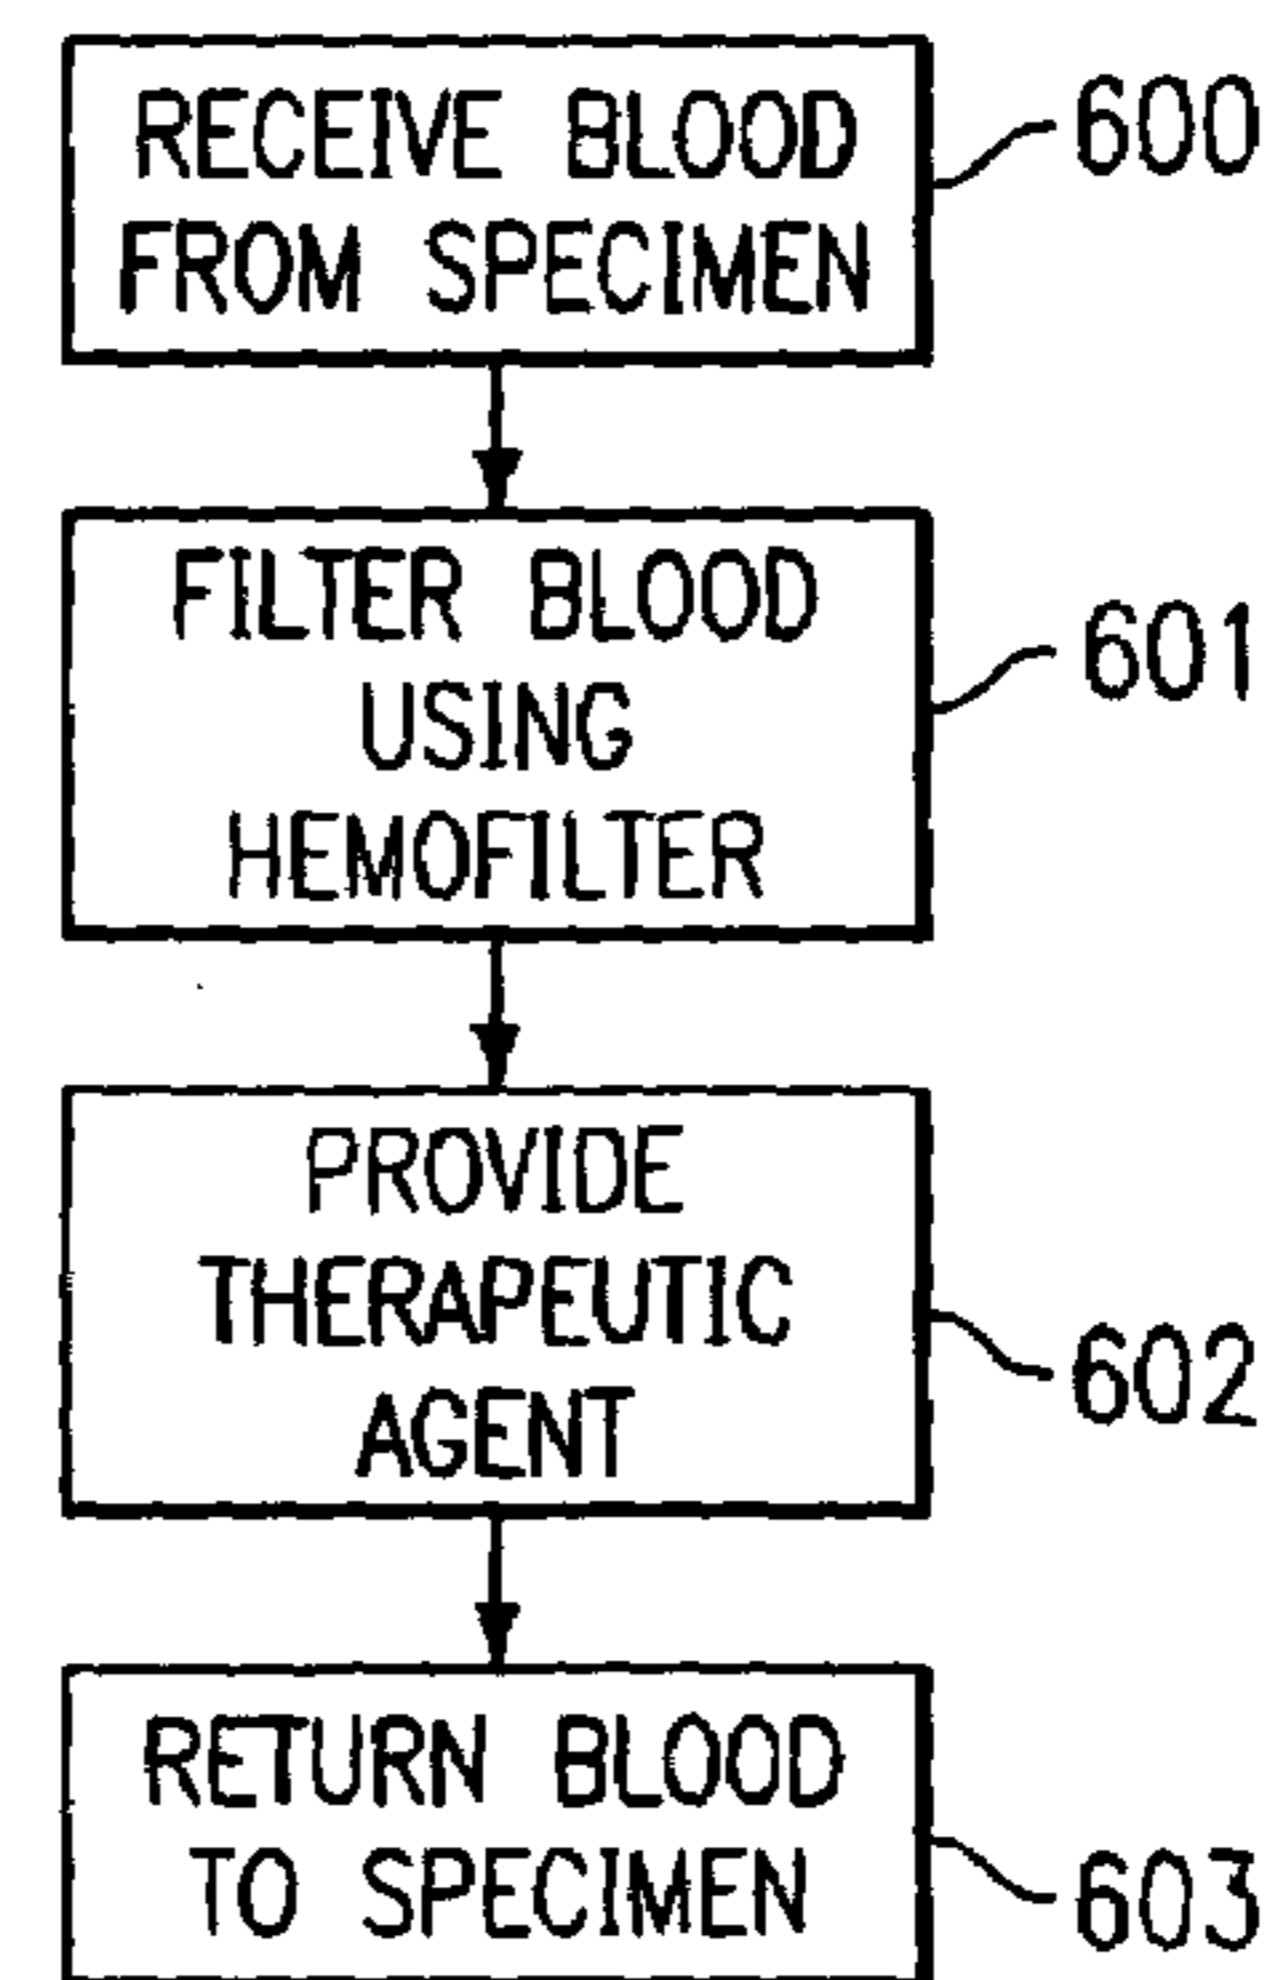 RECEIVE BLOOD
FROM SPECIMEN
600
FILTER BLOOD
USING
HEMOFILTER
601
PROVIDE
THERAPEUTIC
AGENT
602
RETURN BLOOD
TO SPECIMEN
603